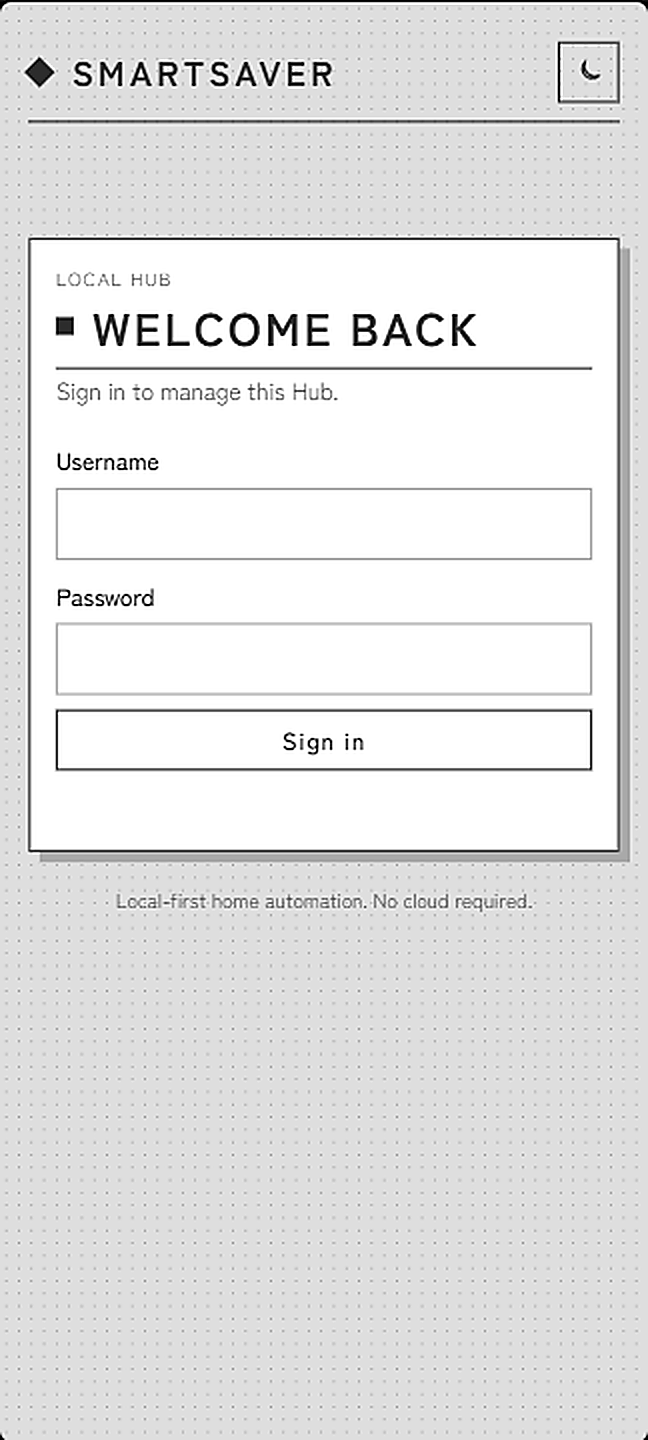 SMARTSAVER
LOCAL HUB
WELCOME BACK
Sign in to manage this Hub.
Username
Password
Sign in
Local-first home automation. No cloud required.